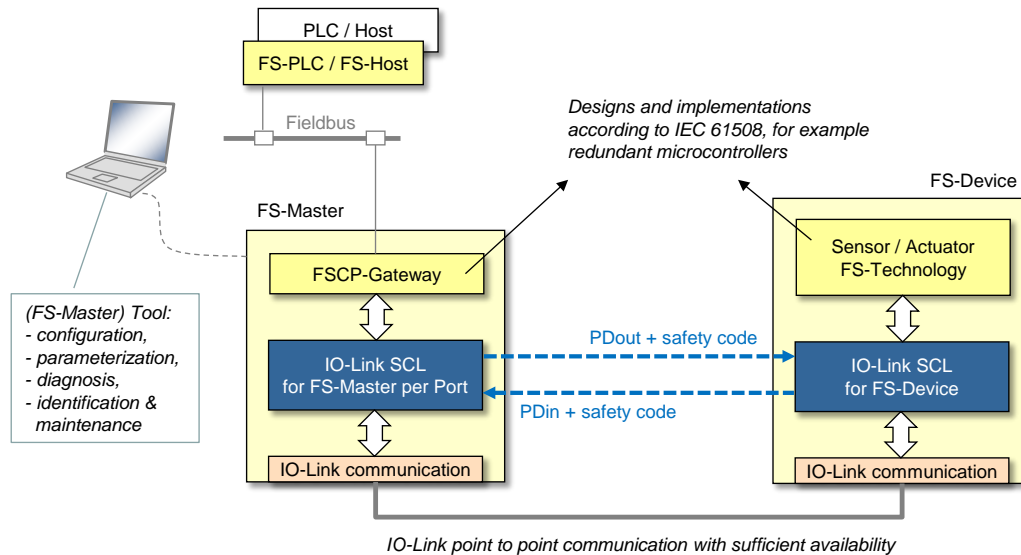 PLC / Host
FS-PLC / FS-Host
Fieldbus
Designs and implementations
according to IEC 61508, for example
redundant microcontrollers
FS-Master
FS-Device
FSCP-Gateway
Sensor / Actuator
FS-Technology
(FS-Master) Tool:
- configuration,
- parameterization,
- diagnosis,
- identification &
maintenance
IO-Link SCL
for FS-Master per Port
PDout + safety code
PDin + safety code
IO-Link SCL
for FS-Device
IO-Link communication
IO-Link communication
IO-Link point to point communication with sufficient availability